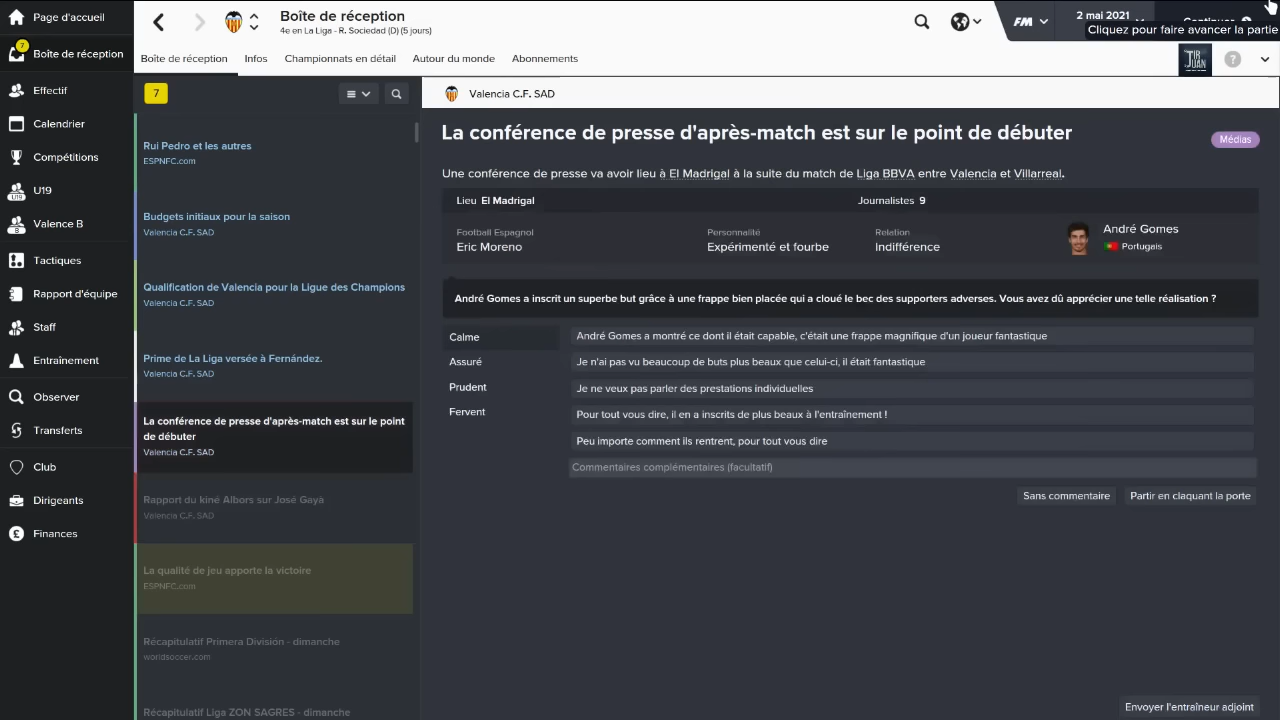 Page d'accueil
7
Boîte de réception
Effectif
Calendrier
Compétitions
U19
U19
Valence B
B
Tactiques
Rapport d'équipe
Staff
Entraînement
Observer
Transferts
Club
Dirigeants
Finances
Boîte de réception
4e en La Liga - R. Sociedad (D) (5 jours)
FM
2 mai 2021
Cliquez pour faire avancer la partie
Boîte de réception
Infos
Championnats en détail
Autour du monde
Abonnements
TIR
JUAN
?
7
Rui Pedro et les autres
ESPNFC.com
Budgets initiaux pour la saison
Valencia C.F. SAD
Qualification de Valencia pour la Ligue des Champions
Valencia C.F. SAD
Prime de La Liga versée à Fernández.
Valencia C.F. SAD
La conférence de presse d'après-match est sur le point
de débuter
Valencia C.F. SAD
Rapport du kiné Albors sur José Gayà
Valencia C.F. SAD
La qualité de jeu apporte la victoire
ESPNFC.com
Récapitulatif Primera División - dimanche
worldsoccer.com
Récapitulatif Liga ZON SAGRES - dimanche
Valencia C.F. SAD
La conférence de presse d'après-match est sur le point de débuter
Médias
Une conférence de presse va avoir lieu à El Madrigal à la suite du match de Liga BBVA entre Valencia et Villarreal.
Lieu El Madrigal
Journalistes 9
Football Espagnol
Eric Moreno
Personnalité
Expérimenté et fourbe
Relation
Indifférence
André Gomes
Portugais
André Gomes a inscrit un superbe but grâce à une frappe bien placée qui a cloué le bec des supporters adverses. Vous avez dû apprécier une telle réalisation ?
Calme
Assuré
Prudent
Fervent
André Gomes a montré ce dont il était capable, c'était une frappe magnifique d'un joueur fantastique
Je n'ai pas vu beaucoup de buts plus beaux que celui-ci, il était fantastique
Je ne veux pas parler des prestations individuelles
Pour tout vous dire, il en a inscrits de plus beaux à l'entraînement !
Peu importe comment ils rentrent, pour tout vous dire
Commentaires complémentaires (facultatif)
Sans commentaire
Partir en claquant la porte
Envoyer l'entraîneur adjoint